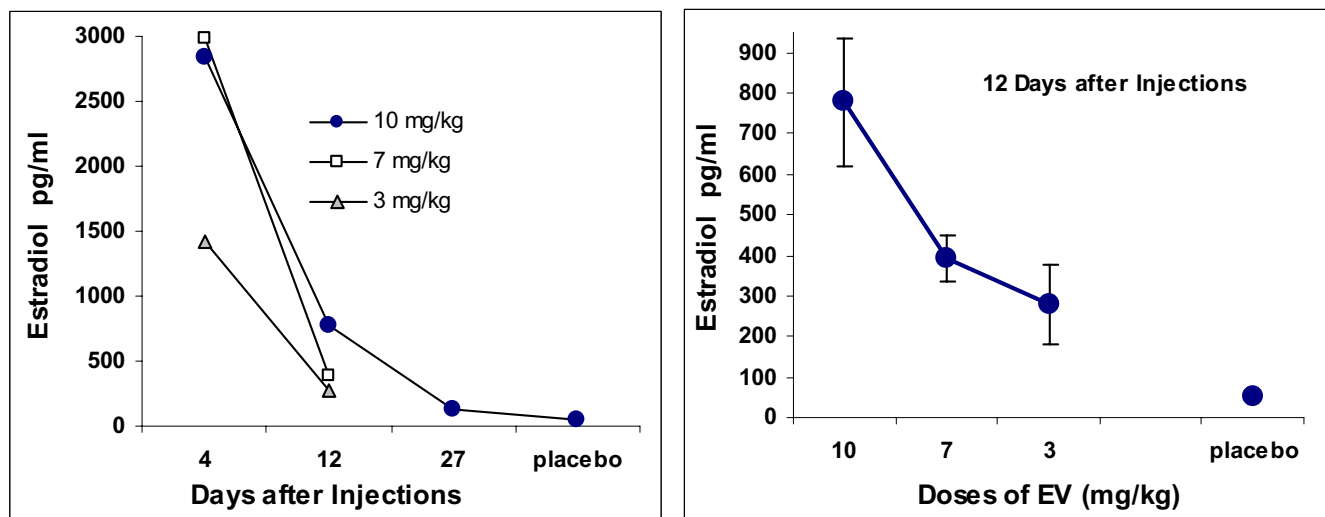 Estradiol pg/ml
3000
2500
2000
1500
1000
500
0
10 mg/kg
7 mg/kg
3 mg/kg
4 12 27 placebo
Days after Injections
Estradiol pg/ml
900
800
700
600
500
400
300
200
100
0
12 Days after Injections
10 7 3 placebo
Doses of EV (mg/kg)